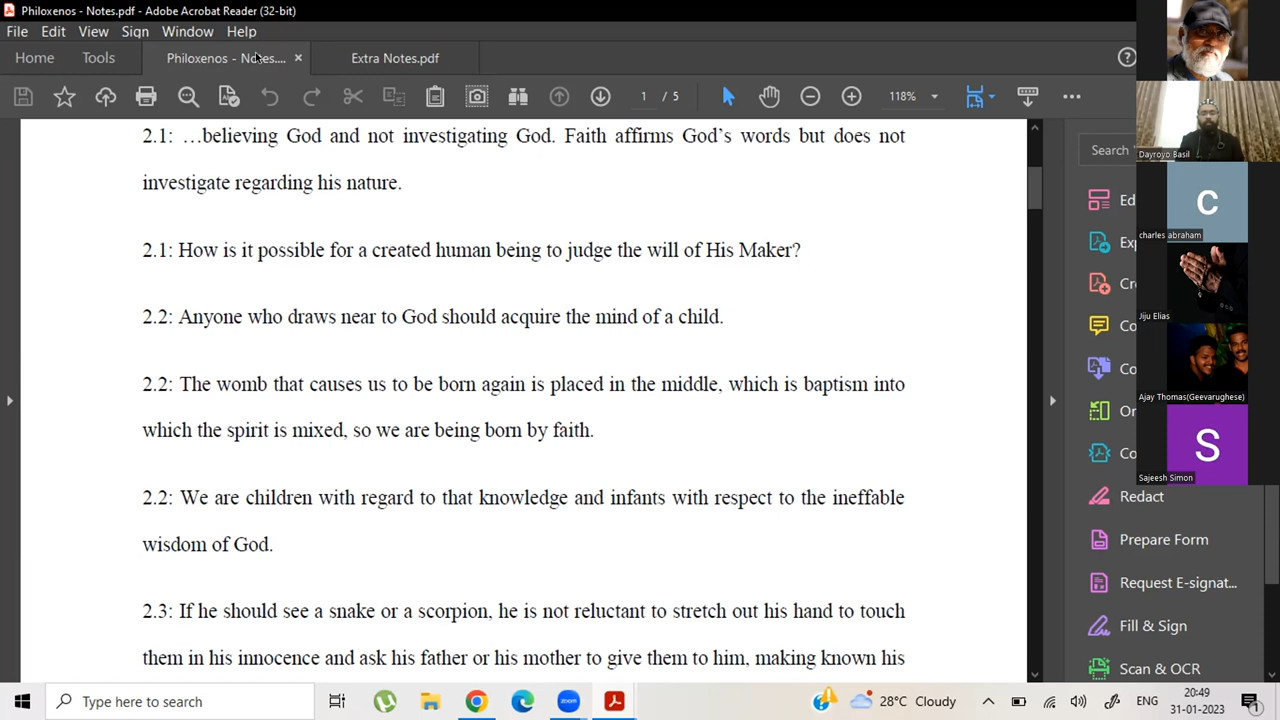 Philoxenos - Notes.pdf - Adobe Acrobat Reader (32-bit)
File Edit View Sign Window Help
Home Tools Philoxenos - Notes.... × Extra Notes.pdf
1 / 5 118%
2.1: …believing God and not investigating God. Faith affirms God’s words but does not
investigate regarding his nature.
2.1: How is it possible for a created human being to judge the will of His Maker?
2.2: Anyone who draws near to God should acquire the mind of a child.
2.2: The womb that causes us to be born again is placed in the middle, which is baptism into
which the spirit is mixed, so we are being born by faith.
2.2: We are children with regard to that knowledge and infants with respect to the ineffable
wisdom of God.
2.3: If he should see a snake or a scorpion, he is not reluctant to stretch out his hand to touch
them in his innocence and ask his father or his mother to give them to him, making known his
Search
Ed
Exp
Cre
Co
Co
Or
Co
Redact
Prepare Form
Request E-signat...
Fill & Sign
Scan & OCR
Dayroyo Basil
C
charles abraham
Jiju Elias
Ajay Thomas(Geevarughese)
S
Sajeesh Simon
Type here to search
zoom
28°C Cloudy
ENG
20:49
31-01-2023
1